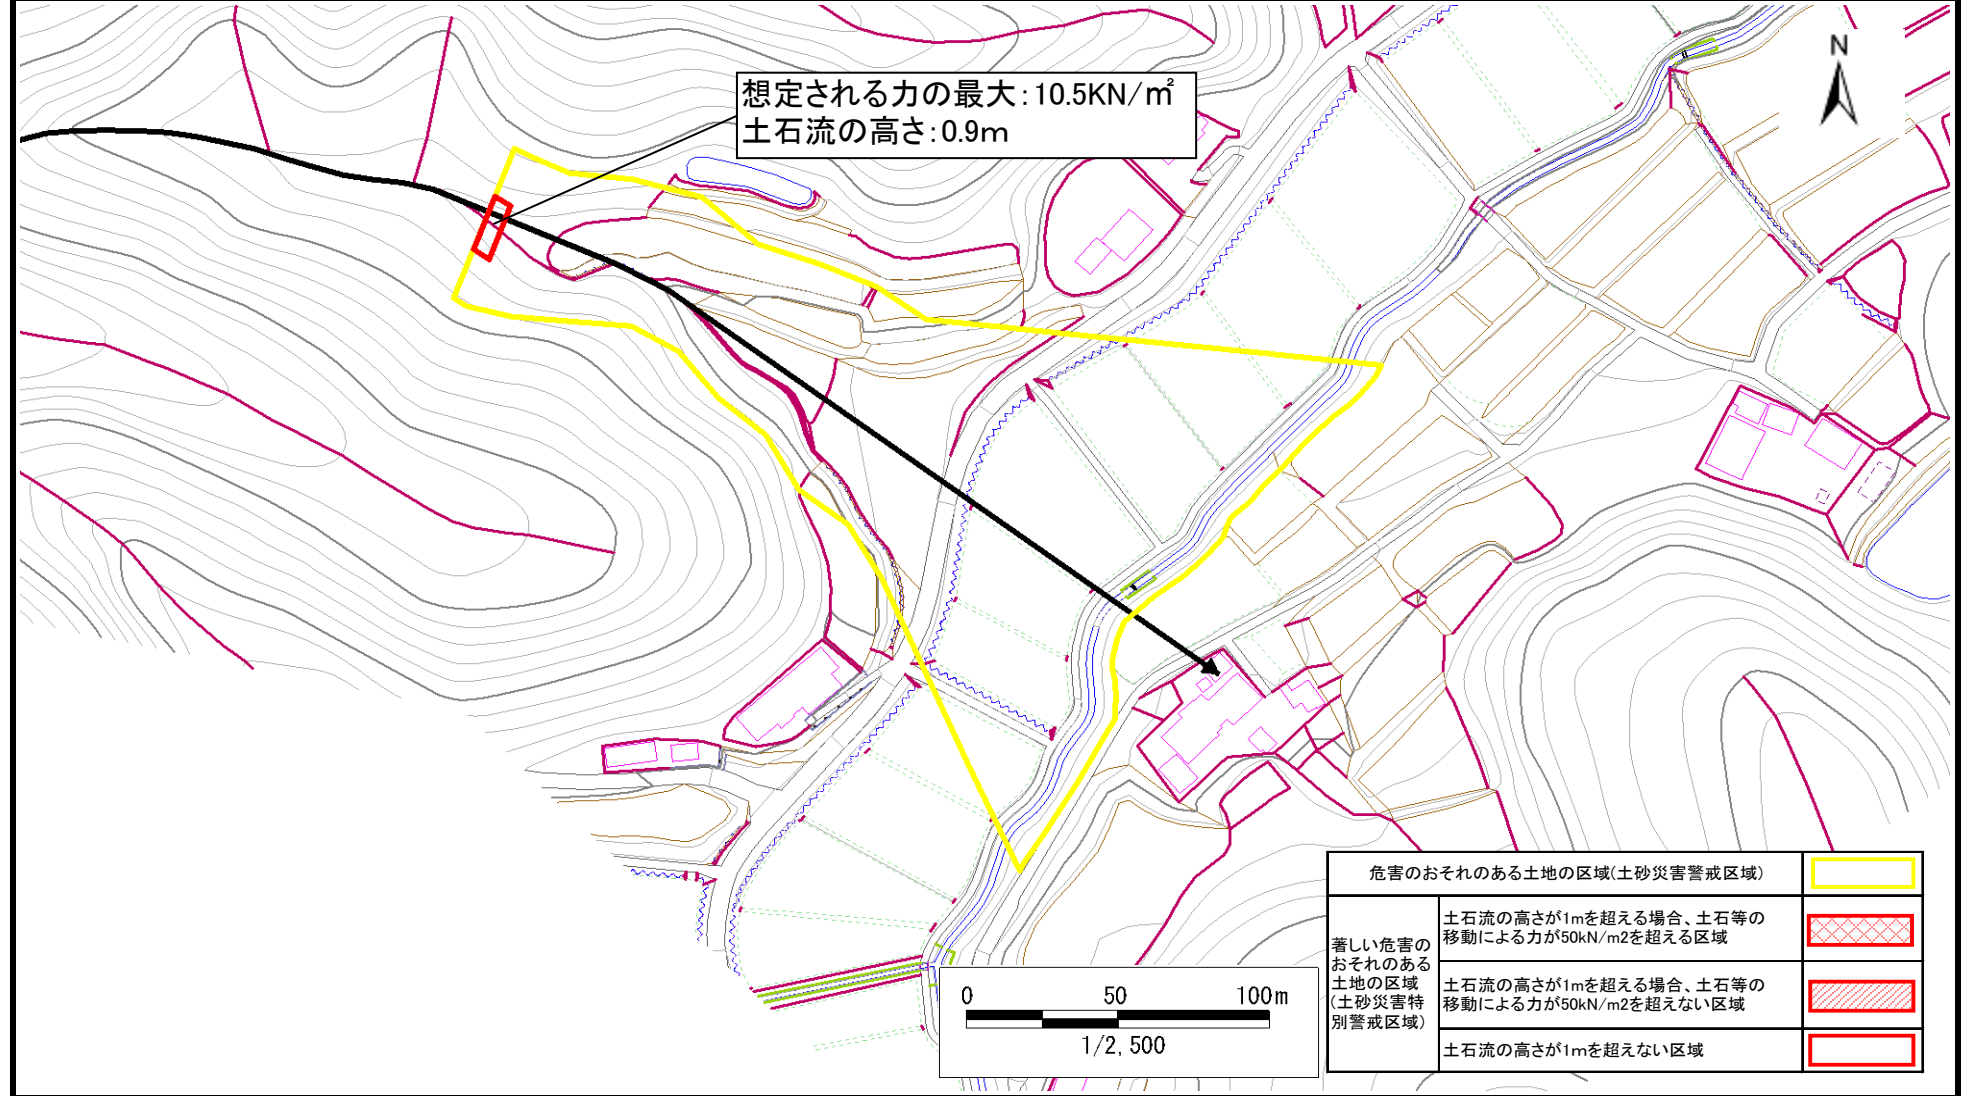 N
想定される力の最大:10.5KN/㎡
土石流の高さ:0.9m
危害のおそれのある土地の区域(土砂災害警戒区域)
著しい危害の
おそれのある
土地の区域
(土砂災害特
別警戒区域)
土石流の高さが1mを超える場合、土石等の
移動による力が50kN/m2を超える区域
土石流の高さが1mを超える場合、土石等の
移動による力が50kN/m2を超えない区域
土石流の高さが1mを超えない区域
0 50 100m
1/2,500